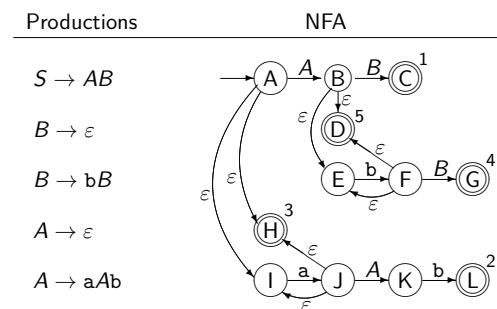 Productions NFA
S → AB
B → ε
B → bB
A → ε
A → aAb
A A B B C 1
ε ε ε D 5
ε E b F B G 4
ε ε ε H 3
ε I a J A K b L 2
ε